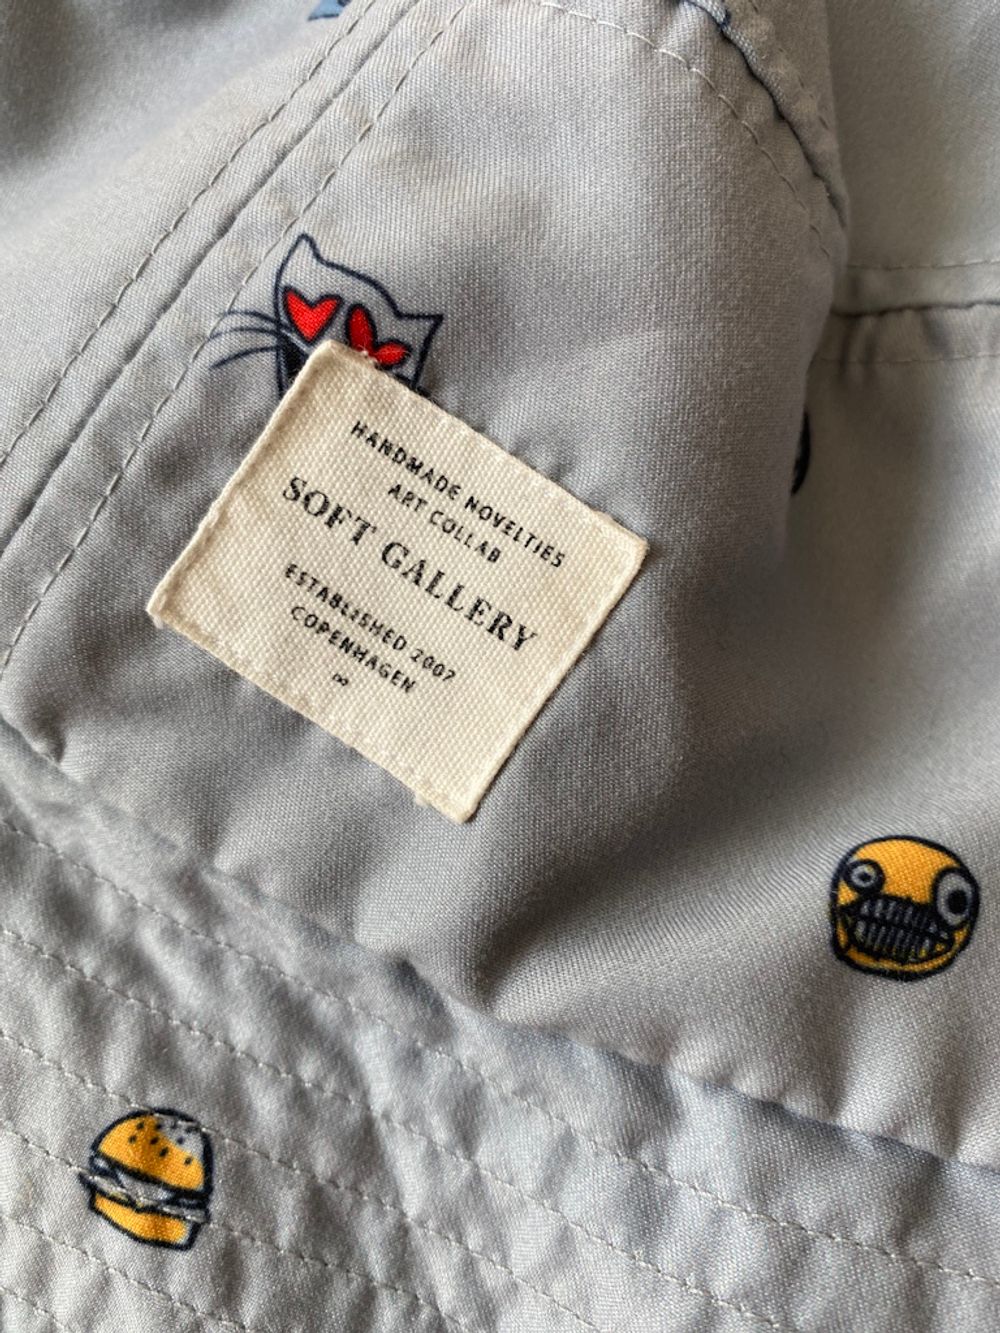 HANDMADE NOVELTIES
ART COLLAB
SOFT GALLERY
ESTABLISHED 2007
COPENHAGEN
∞